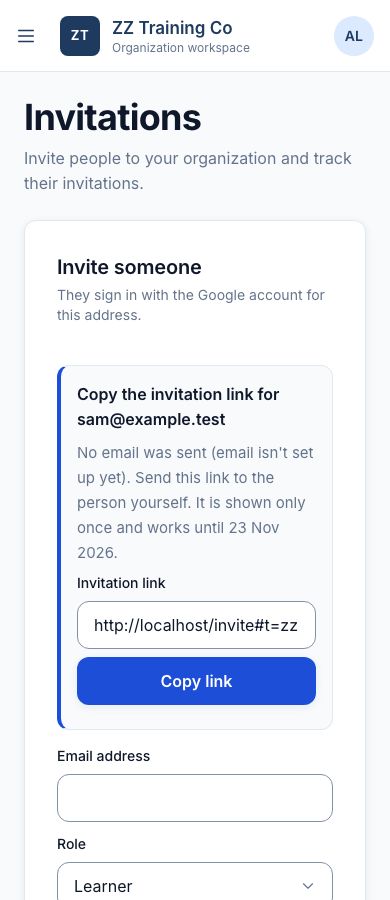 ZT
ZZ Training Co
Organization workspace
AL
Invitations
Invite people to your organization and track
their invitations.
Invite someone
They sign in with the Google account for
this address.
Copy the invitation link for
sam@example.test
No email was sent (email isn't set
up yet). Send this link to the
person yourself. It is shown only
once and works until 23 Nov
2026.
Invitation link
http://localhost/invite#t=zz
Copy link
Email address
Role
Learner